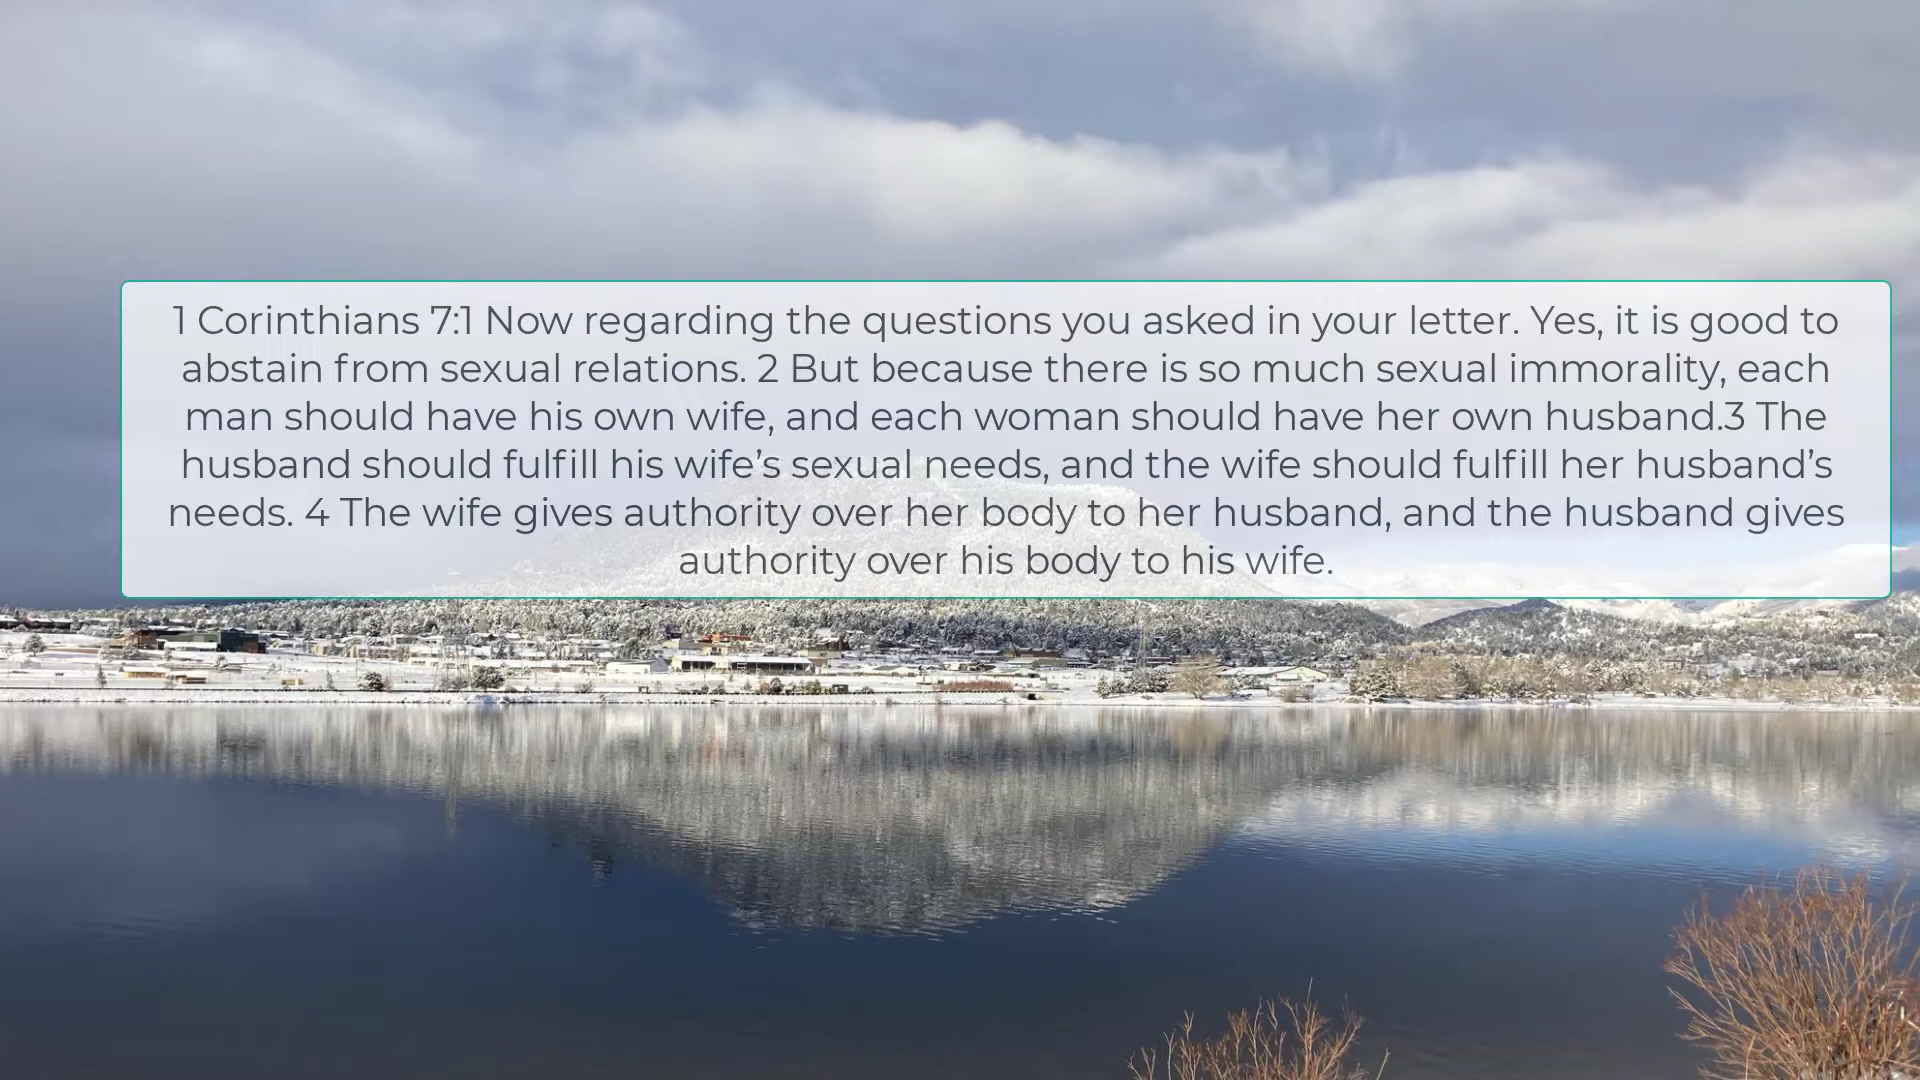 1 Corinthians 7:1 Now regarding the questions you asked in your letter. Yes, it is good to
abstain from sexual relations. 2 But because there is so much sexual immorality, each
man should have his own wife, and each woman should have her own husband.3 The
husband should fulfill his wife’s sexual needs, and the wife should fulfill her husband’s
needs. 4 The wife gives authority over her body to her husband, and the husband gives
authority over his body to his wife.